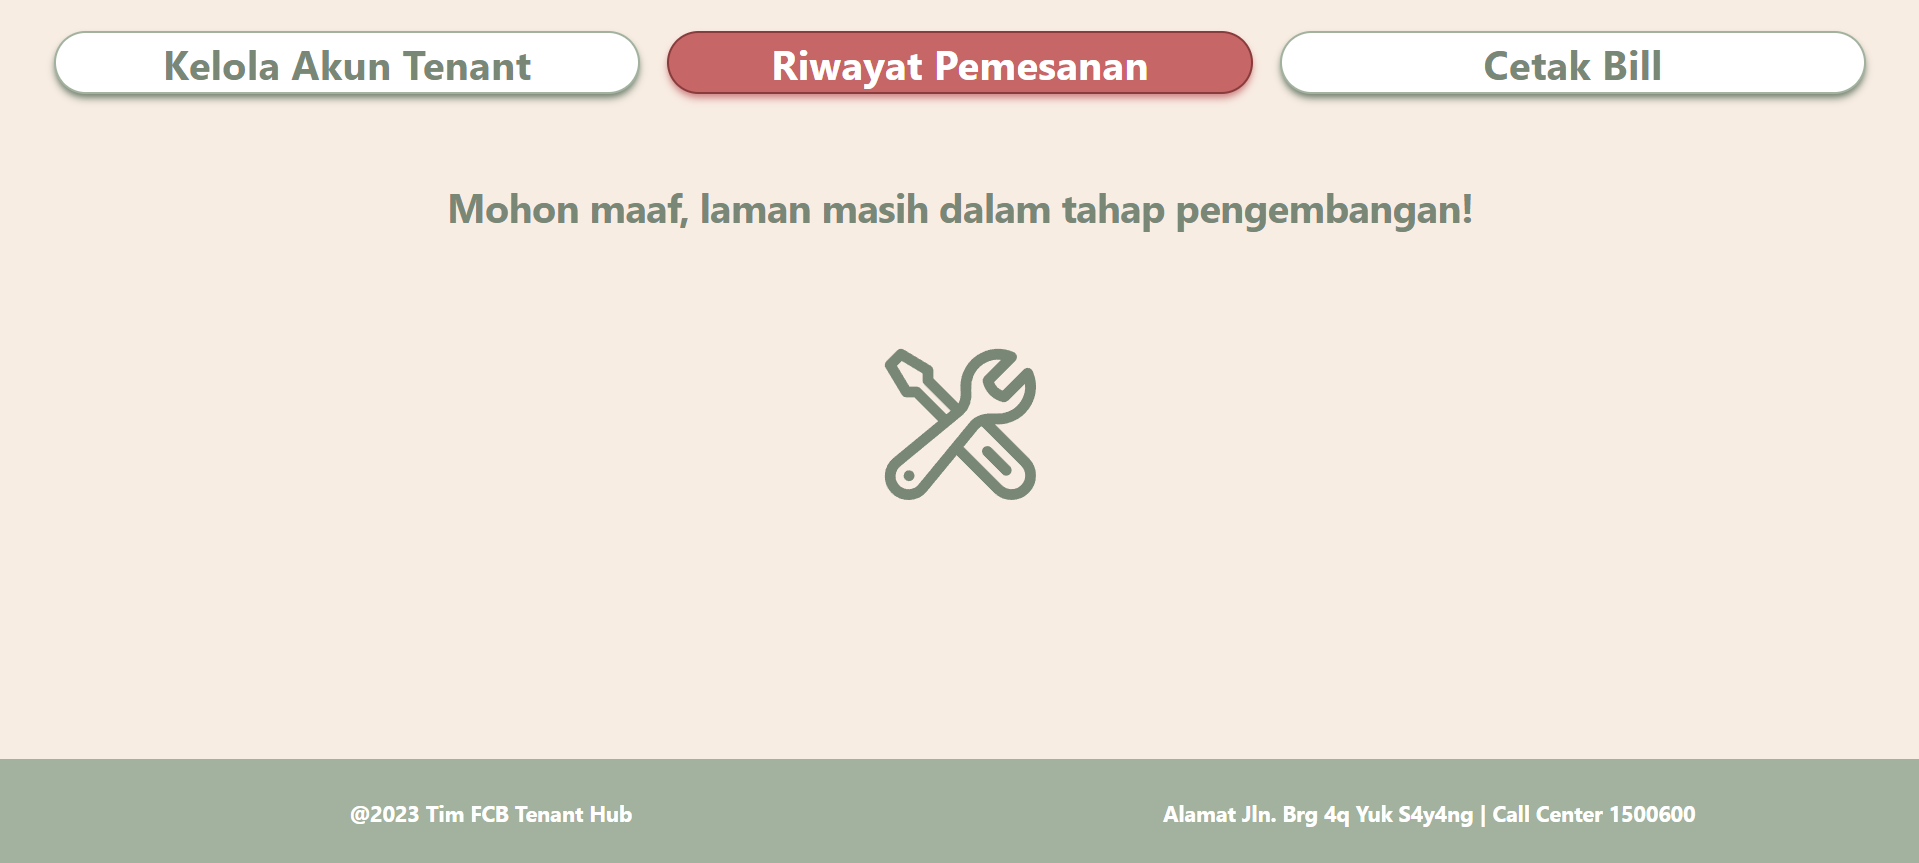 Kelola Akun Tenant
Riwayat Pemesanan
Cetak Bill
Mohon maaf, laman masih dalam tahap pengembangan!
@2023 Tim FCB Tenant Hub
Alamat Jln. Brg 4q Yuk S4y4ng | Call Center 1500600